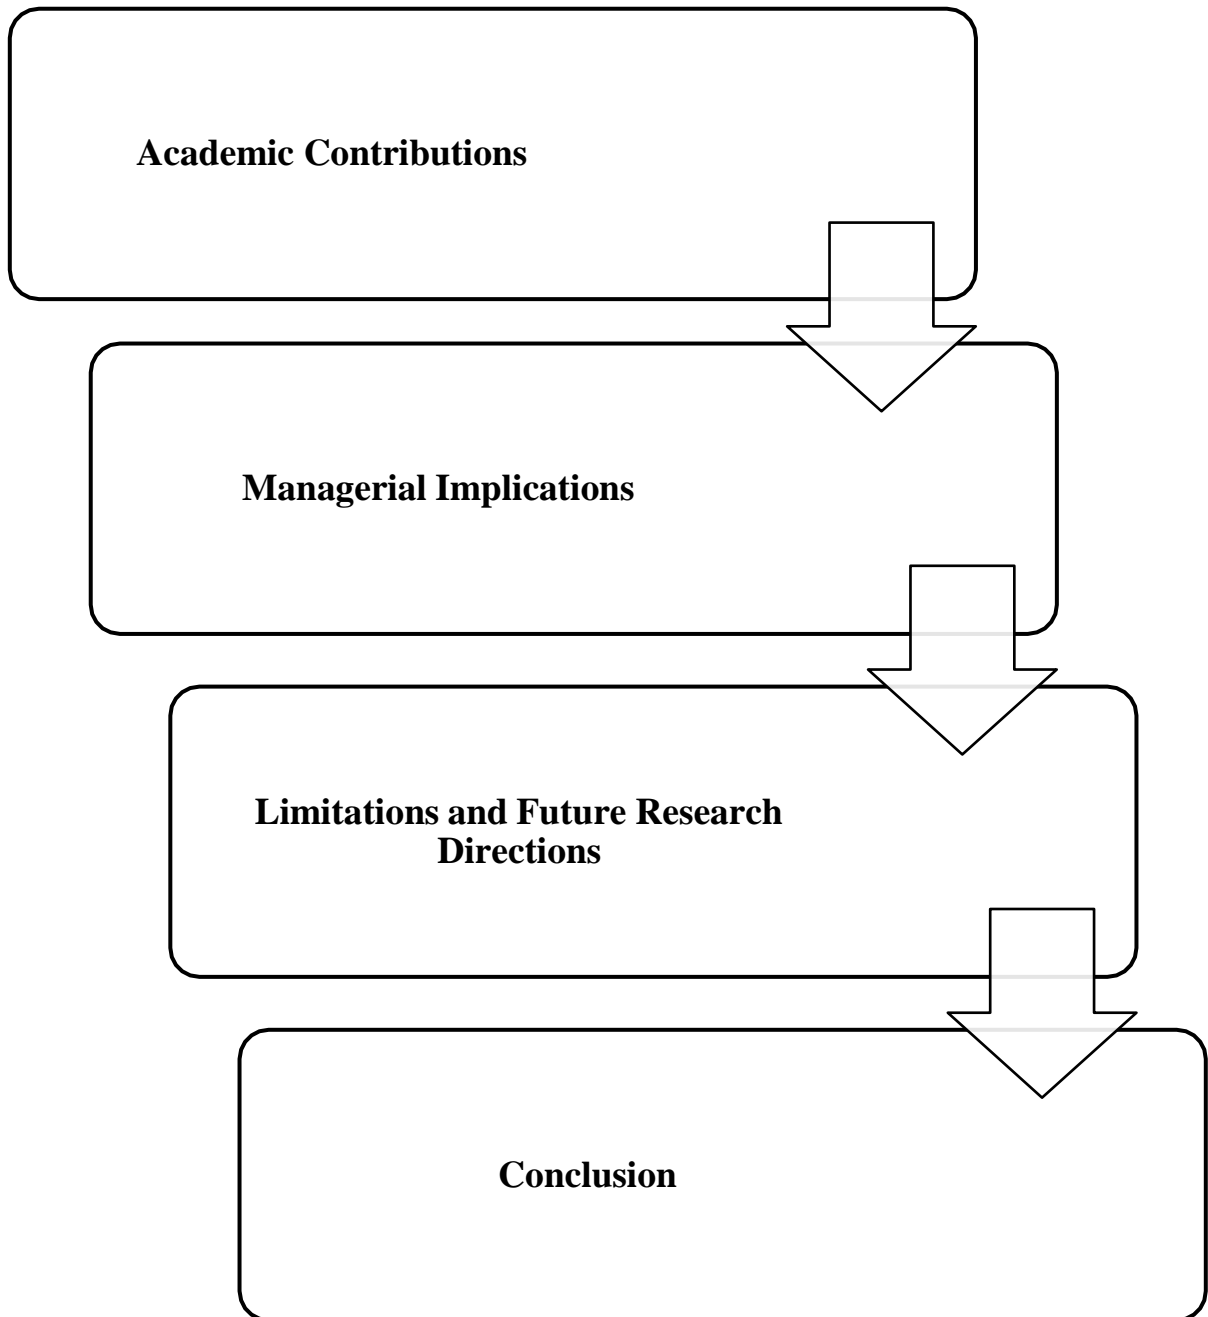 Academic Contributions
Managerial Implications
Limitations and Future Research
Directions
Conclusion